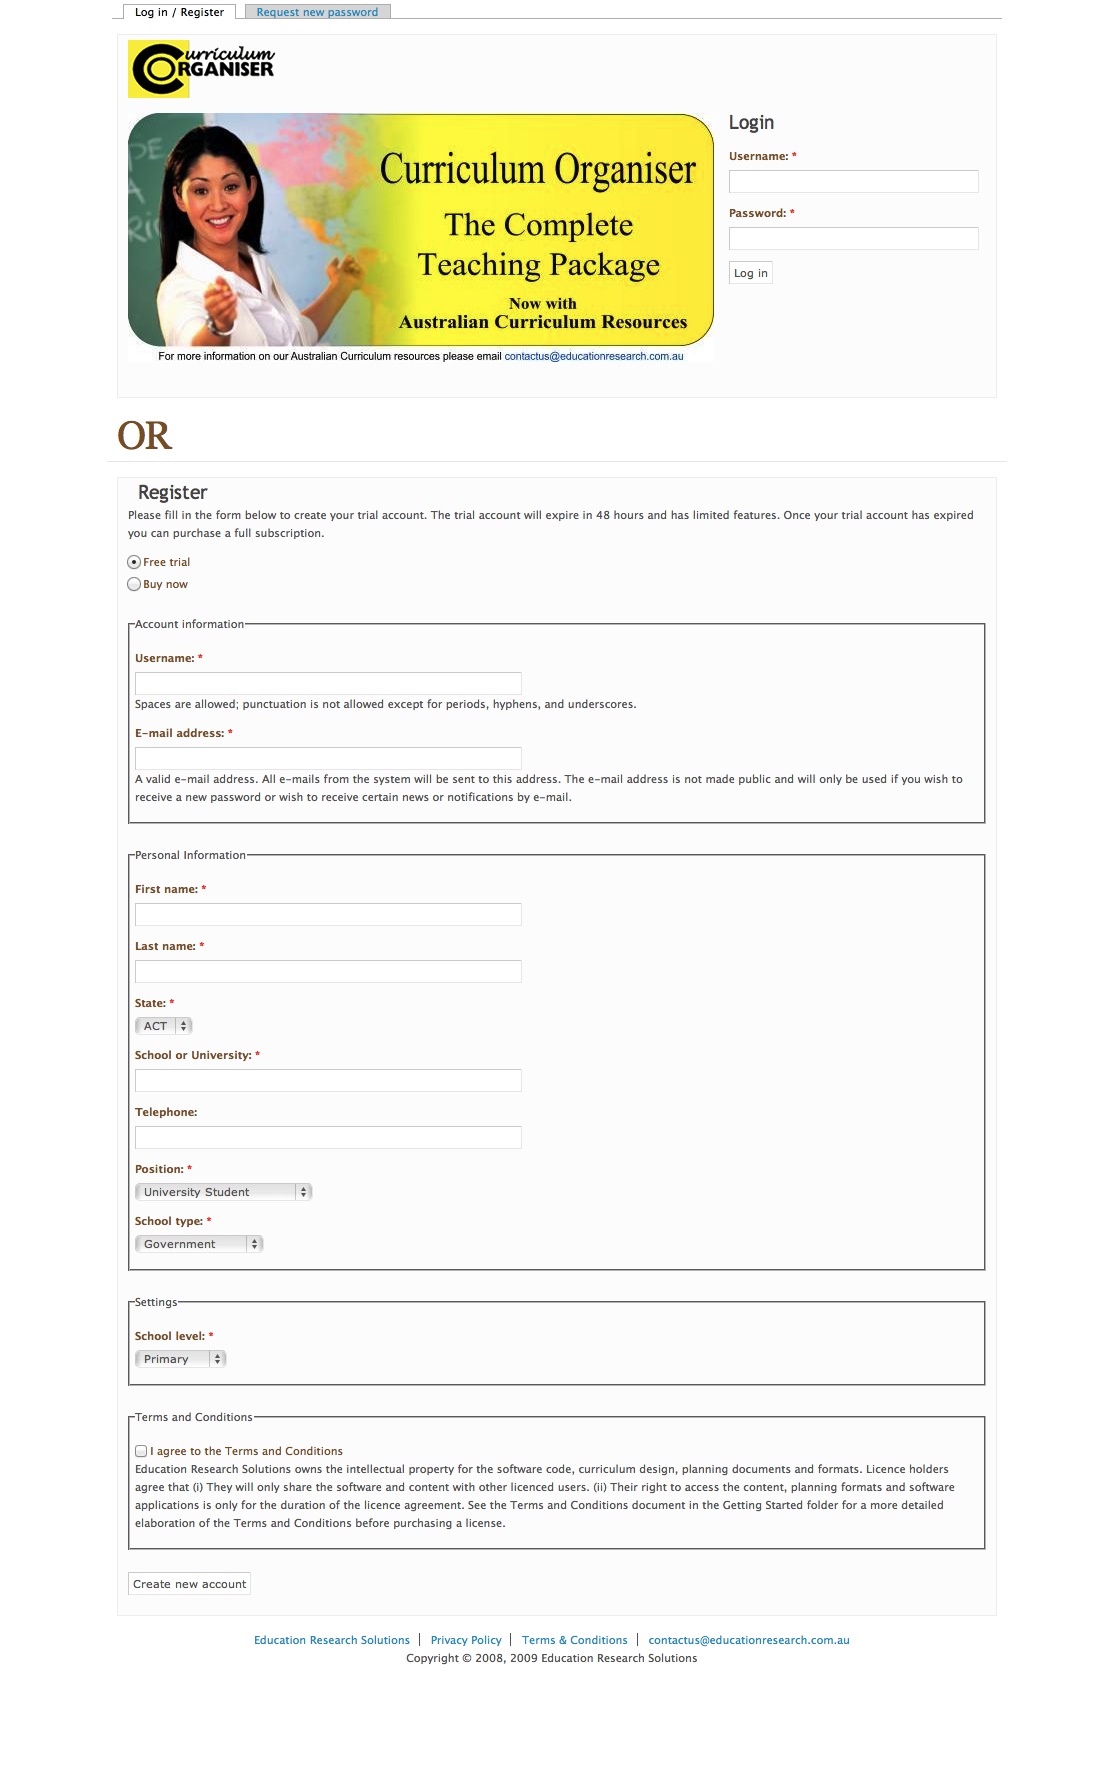 Log in / Register
Request new password
Curriculum
ORGANISER
DE
A
RIC
Curriculum Organiser
The Complete
Teaching Package
Now with
Australian Curriculum Resources
For more information on our Australian Curriculum resources please email contactus@educationresearch.com.au
Login
Username: *
Password: *
Log in
OR
Register
Please fill in the form below to create your trial account. The trial account will expire in 48 hours and has limited features. Once your trial account has expired
you can purchase a full subscription.
Free trial
Buy now
Account information
Username: *
Spaces are allowed; punctuation is not allowed except for periods, hyphens, and underscores.
E-mail address: *
A valid e-mail address. All e-mails from the system will be sent to this address. The e-mail address is not made public and will only be used if you wish to
receive a new password or wish to receive certain news or notifications by e-mail.
Personal Information
First name: *
Last name: *
State: *
ACT
School or University: *
Telephone:
Position: *
University Student
School type: *
Government
Settings
School level: *
Primary
Terms and Conditions
I agree to the Terms and Conditions
Education Research Solutions owns the intellectual property for the software code, curriculum design, planning documents and formats. Licence holders
agree that (i) They will only share the software and content with other licenced users. (ii) Their right to access the content, planning formats and software
applications is only for the duration of the licence agreement. See the Terms and Conditions document in the Getting Started folder for a more detailed
elaboration of the Terms and Conditions before purchasing a license.
Create new account
Education Research Solutions | Privacy Policy | Terms & Conditions | contactus@educationresearch.com.au
Copyright © 2008, 2009 Education Research Solutions